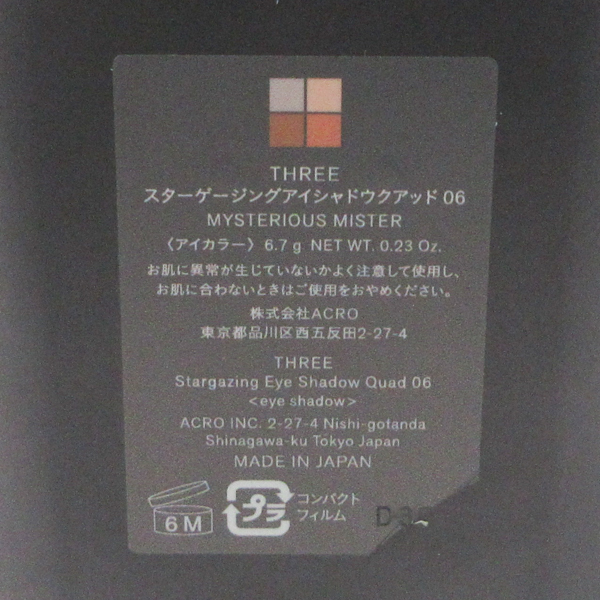 THREE
スターゲージングアイシャドウクアッド 06
MYSTERIOUS MISTER
〈アイカラー〉6.7 g NET WT. 0.23 Oz.
お肌に異常が生じていないかよく注意して使用し、
お肌に合わないときはご使用をおやめください。
株式会社ACRO
東京都品川区西五反田2-27-4
THREE
Stargazing Eye Shadow Quad 06
<eye shadow>
ACRO INC. 2-27-4 Nishi-gotanda
Shinagawa-ku Tokyo Japan
MADE IN JAPAN
6M
プラ
コンパクト
フィルム